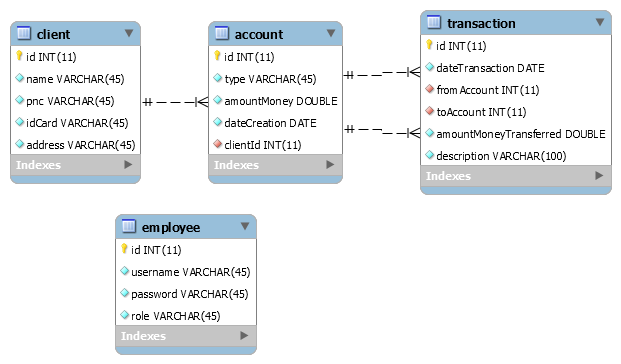 client
id INT(11)
name VARCHAR(45)
pnc VARCHAR(45)
idCard VARCHAR(45)
address VARCHAR(45)
Indexes
account
id INT(11)
type VARCHAR(45)
amountMoney DOUBLE
dateCreation DATE
clientId INT(11)
Indexes
transaction
id INT(11)
dateTransaction DATE
fromAccount INT(11)
toAccount INT(11)
amountMoneyTransferred DOUBLE
description VARCHAR(100)
Indexes
employee
id INT(11)
username VARCHAR(45)
password VARCHAR(45)
role VARCHAR(45)
Indexes